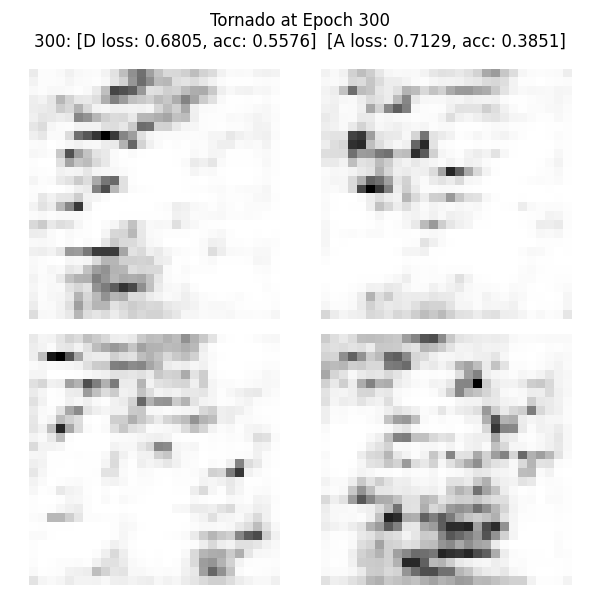 Tornado at Epoch 300
300: [D loss: 0.6805, acc: 0.5576]  [A loss: 0.7129, acc: 0.3851]